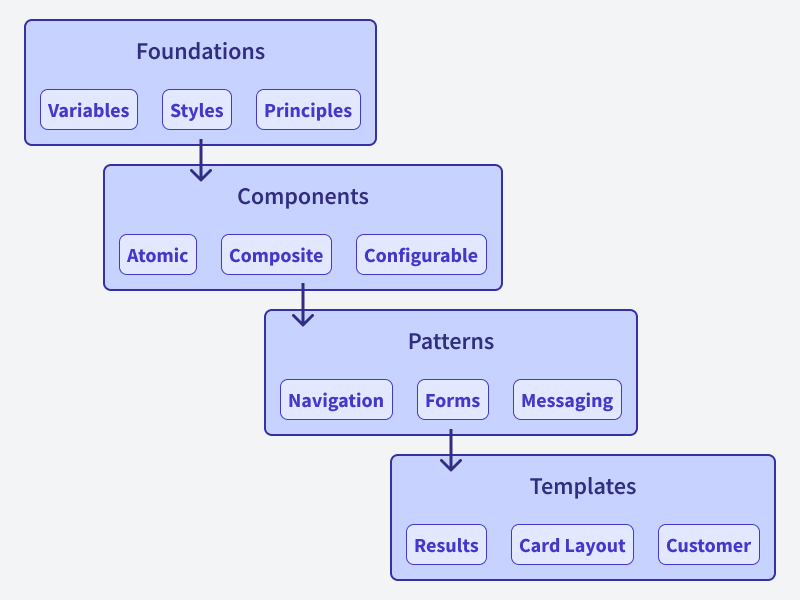 Foundations
Variables
Styles
Principles
Components
Atomic
Composite
Configurable
Patterns
Navigation
Forms
Messaging
Templates
Results
Card Layout
Customer